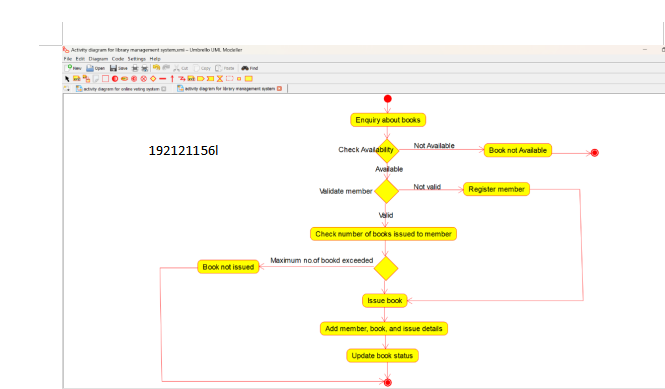 Activity diagram for library management system.xmi – Umbrello UML Modeller
File Edit Diagram Code Settings Help
New Open Save Cut Copy Paste Find
activity diagram for online voting system activity diagram for library management system
Enquiry about books
192121156l
Check Availability
Not Available
Book not Available
Available
Validate member
Not valid
Register member
Valid
Check number of books issued to member
Maximum no.of bookd exceeded
Book not issued
Issue book
Add member, book, and issue details
Update book status